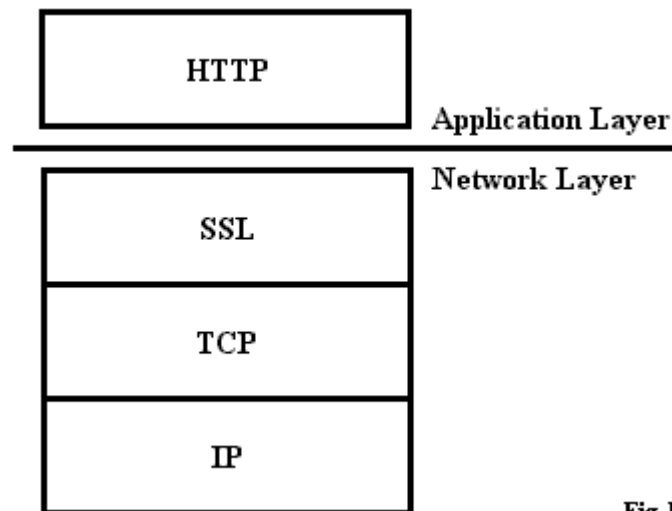 HTTP
Application Layer
Network Layer
SSL
TCP
IP